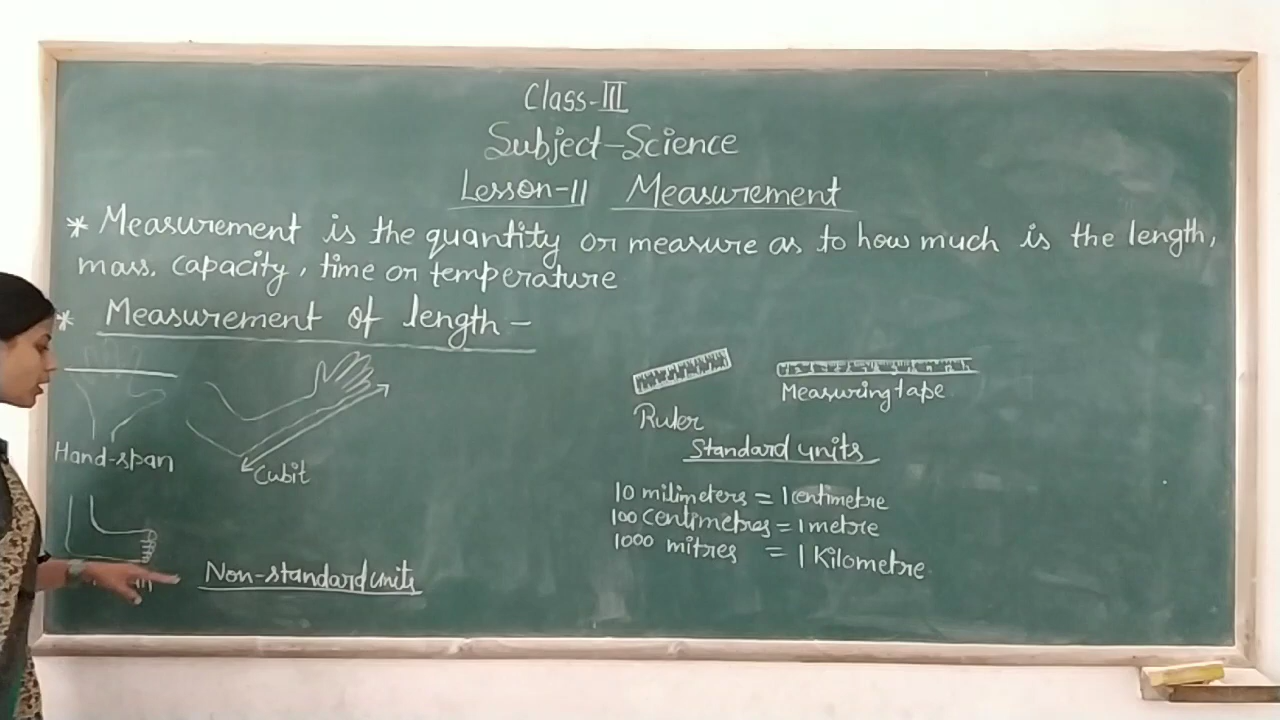 Class-III
Subject-Science
Lesson-11 Measurement
* Measurement is the quantity or measure as to how much is the length,
mass, capacity, time or temperature
* Measurement of length -
Hand-span
Cubit
Non-standard units
Ruler
Measuring tape
Standard units
10 milimeters = 1 centimetre
100 Centimetres = 1 metre
1000 mitres = 1 Kilometre